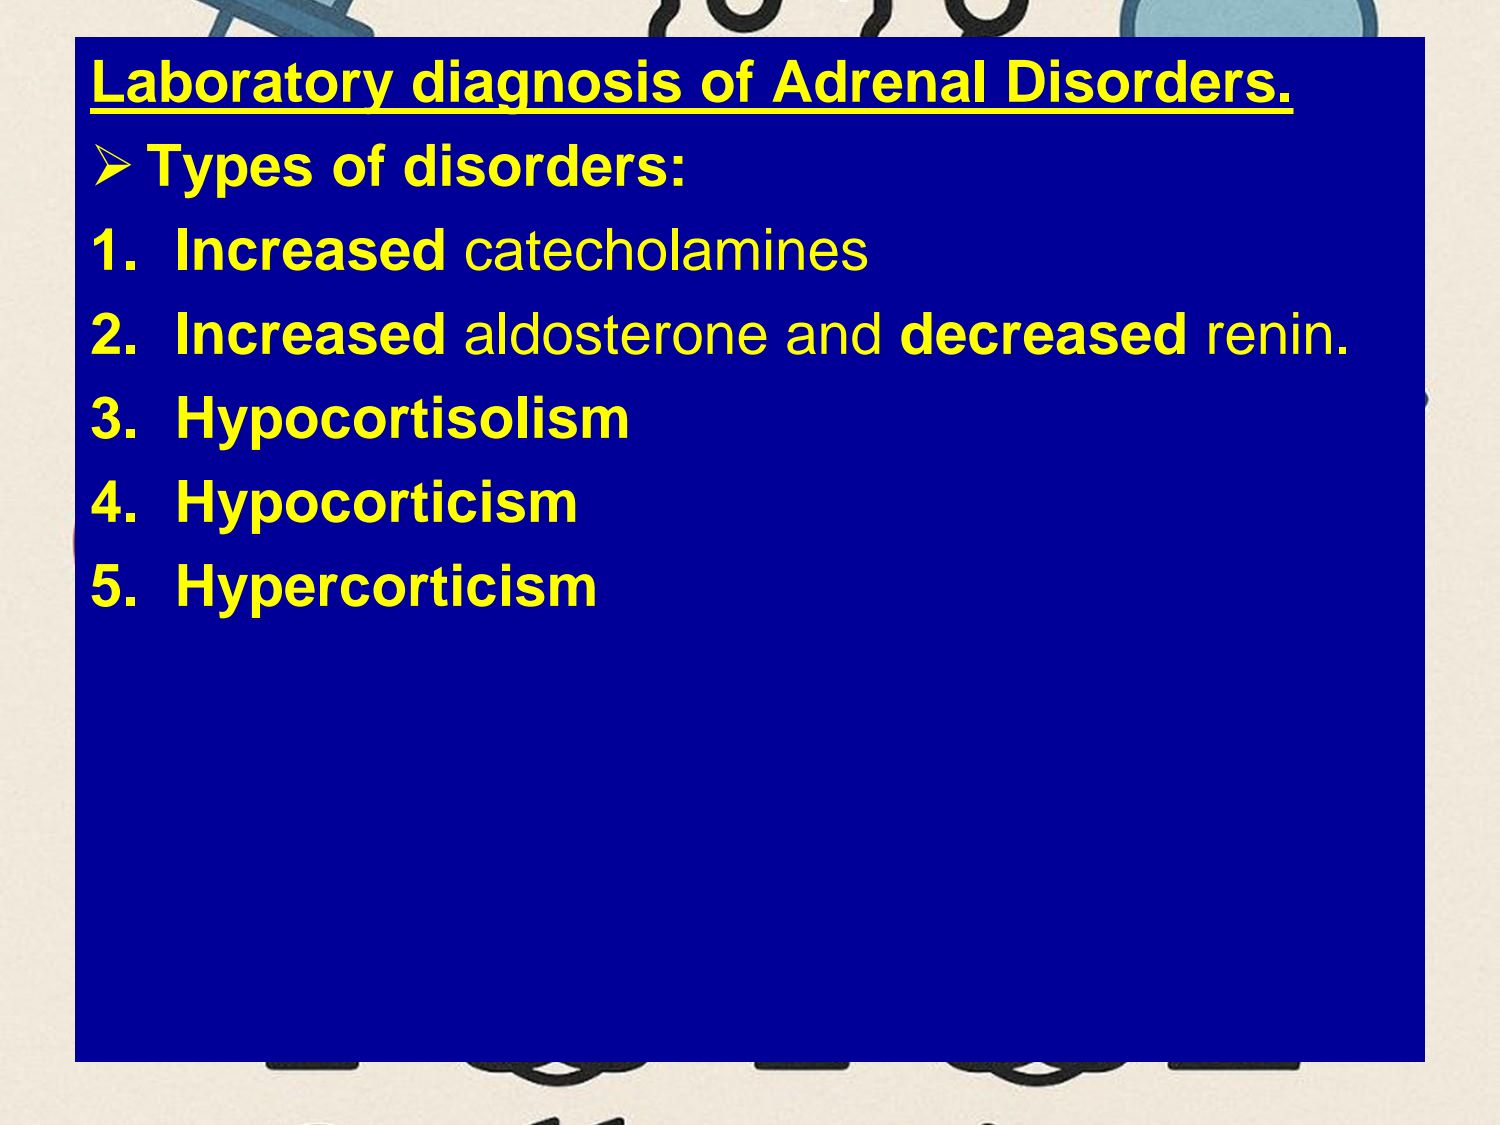 Laboratory diagnosis of Adrenal Disorders.
➢ Types of disorders:
1. Increased catecholamines
2. Increased aldosterone and decreased renin.
3. Hypocortisolism
4. Hypocorticism
5. Hypercorticism